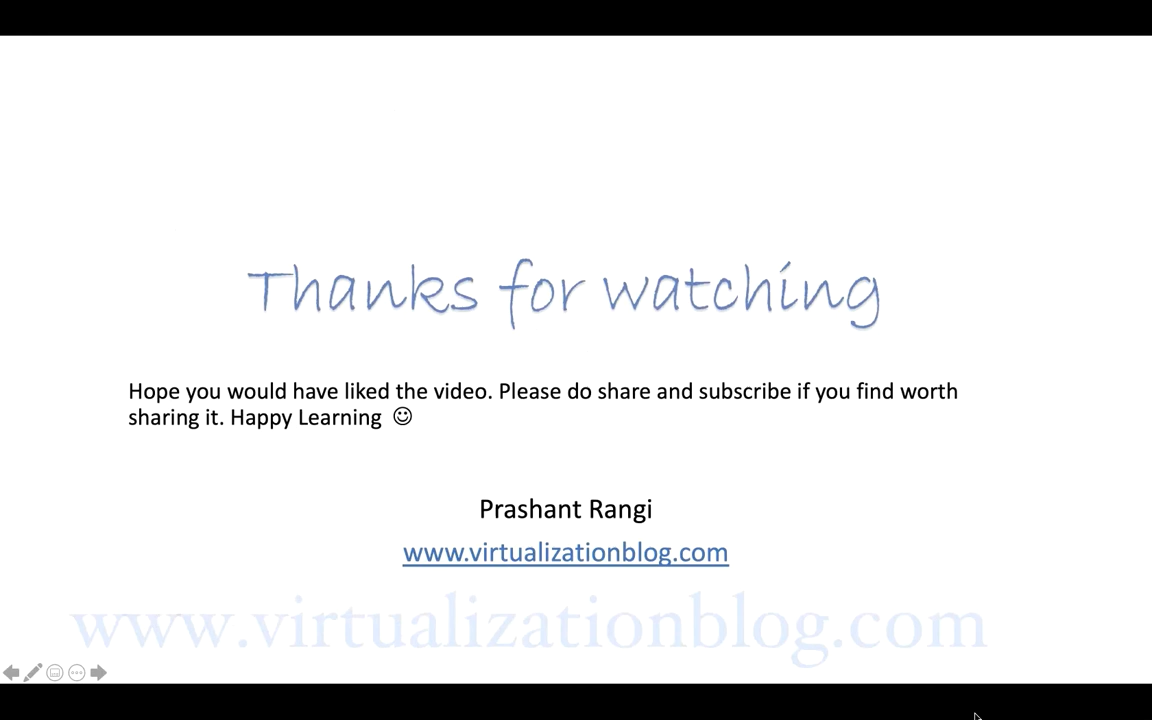 Thanks for watching
Hope you would have liked the video. Please do share and subscribe if you find worth
sharing it. Happy Learning ☺
Prashant Rangi
www.virtualizationblog.com
www.virtualizationblog.com